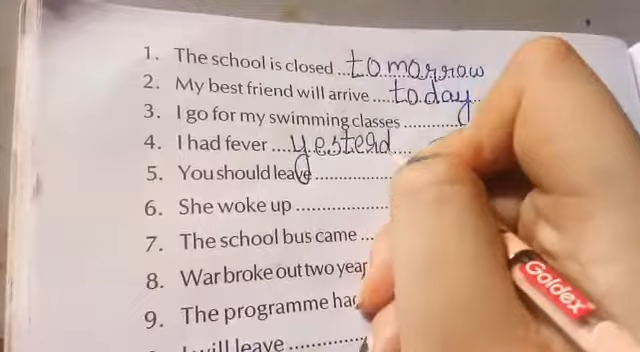 1. The school is closed ...tomorrow
2. My best friend will arrive .....today...
3. I go for my swimming classes ............
4. I had fever ....yesterd....
5. You should leave ................
6. She woke up ....................
7. The school bus came ...
8. War broke out two
9. The programme
will leave ................
Goldex